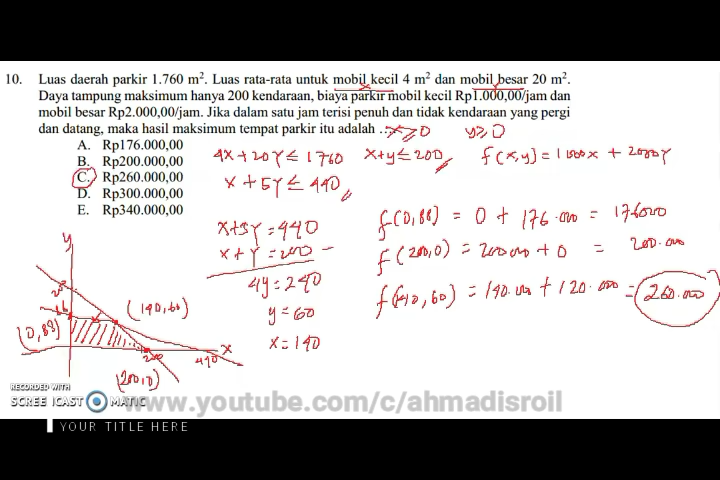 10. Luas daerah parkir 1.760 m². Luas rata-rata untuk mobil kecil 4 m² dan mobil besar 20 m².
Daya tampung maksimum hanya 200 kendaraan, biaya parkir mobil kecil Rp1.000,00/jam dan
mobil besar Rp2.000,00/jam. Jika dalam satu jam terisi penuh dan tidak kendaraan yang pergi
dan datang, maka hasil maksimum tempat parkir itu adalah ...
x ≥ 0 y ≥ 0
A. Rp176.000,00
B. Rp200.000,00
C. Rp260.000,00
D. Rp300.000,00
E. Rp340.000,00
4x + 20y ≤ 1760
x + 5y ≤ 440
x + y ≤ 200
f(x,y) = 1000x + 2000y
x + 5y = 440
x + y = 200 -
4y = 240
y = 60
x = 140
f(0,88) = 0 + 176.000 = 176000
f(200,0) = 200000 + 0 = 200.000
f(140,60) = 140.000 + 120.000 = 260.000
y
200
88
(140,60)
(0,88)
x
200
440
(200,0)
RECORDED WITH
SCREENCAST MATIC
www.youtube.com/c/ahmadisroil
YOUR TITLE HERE